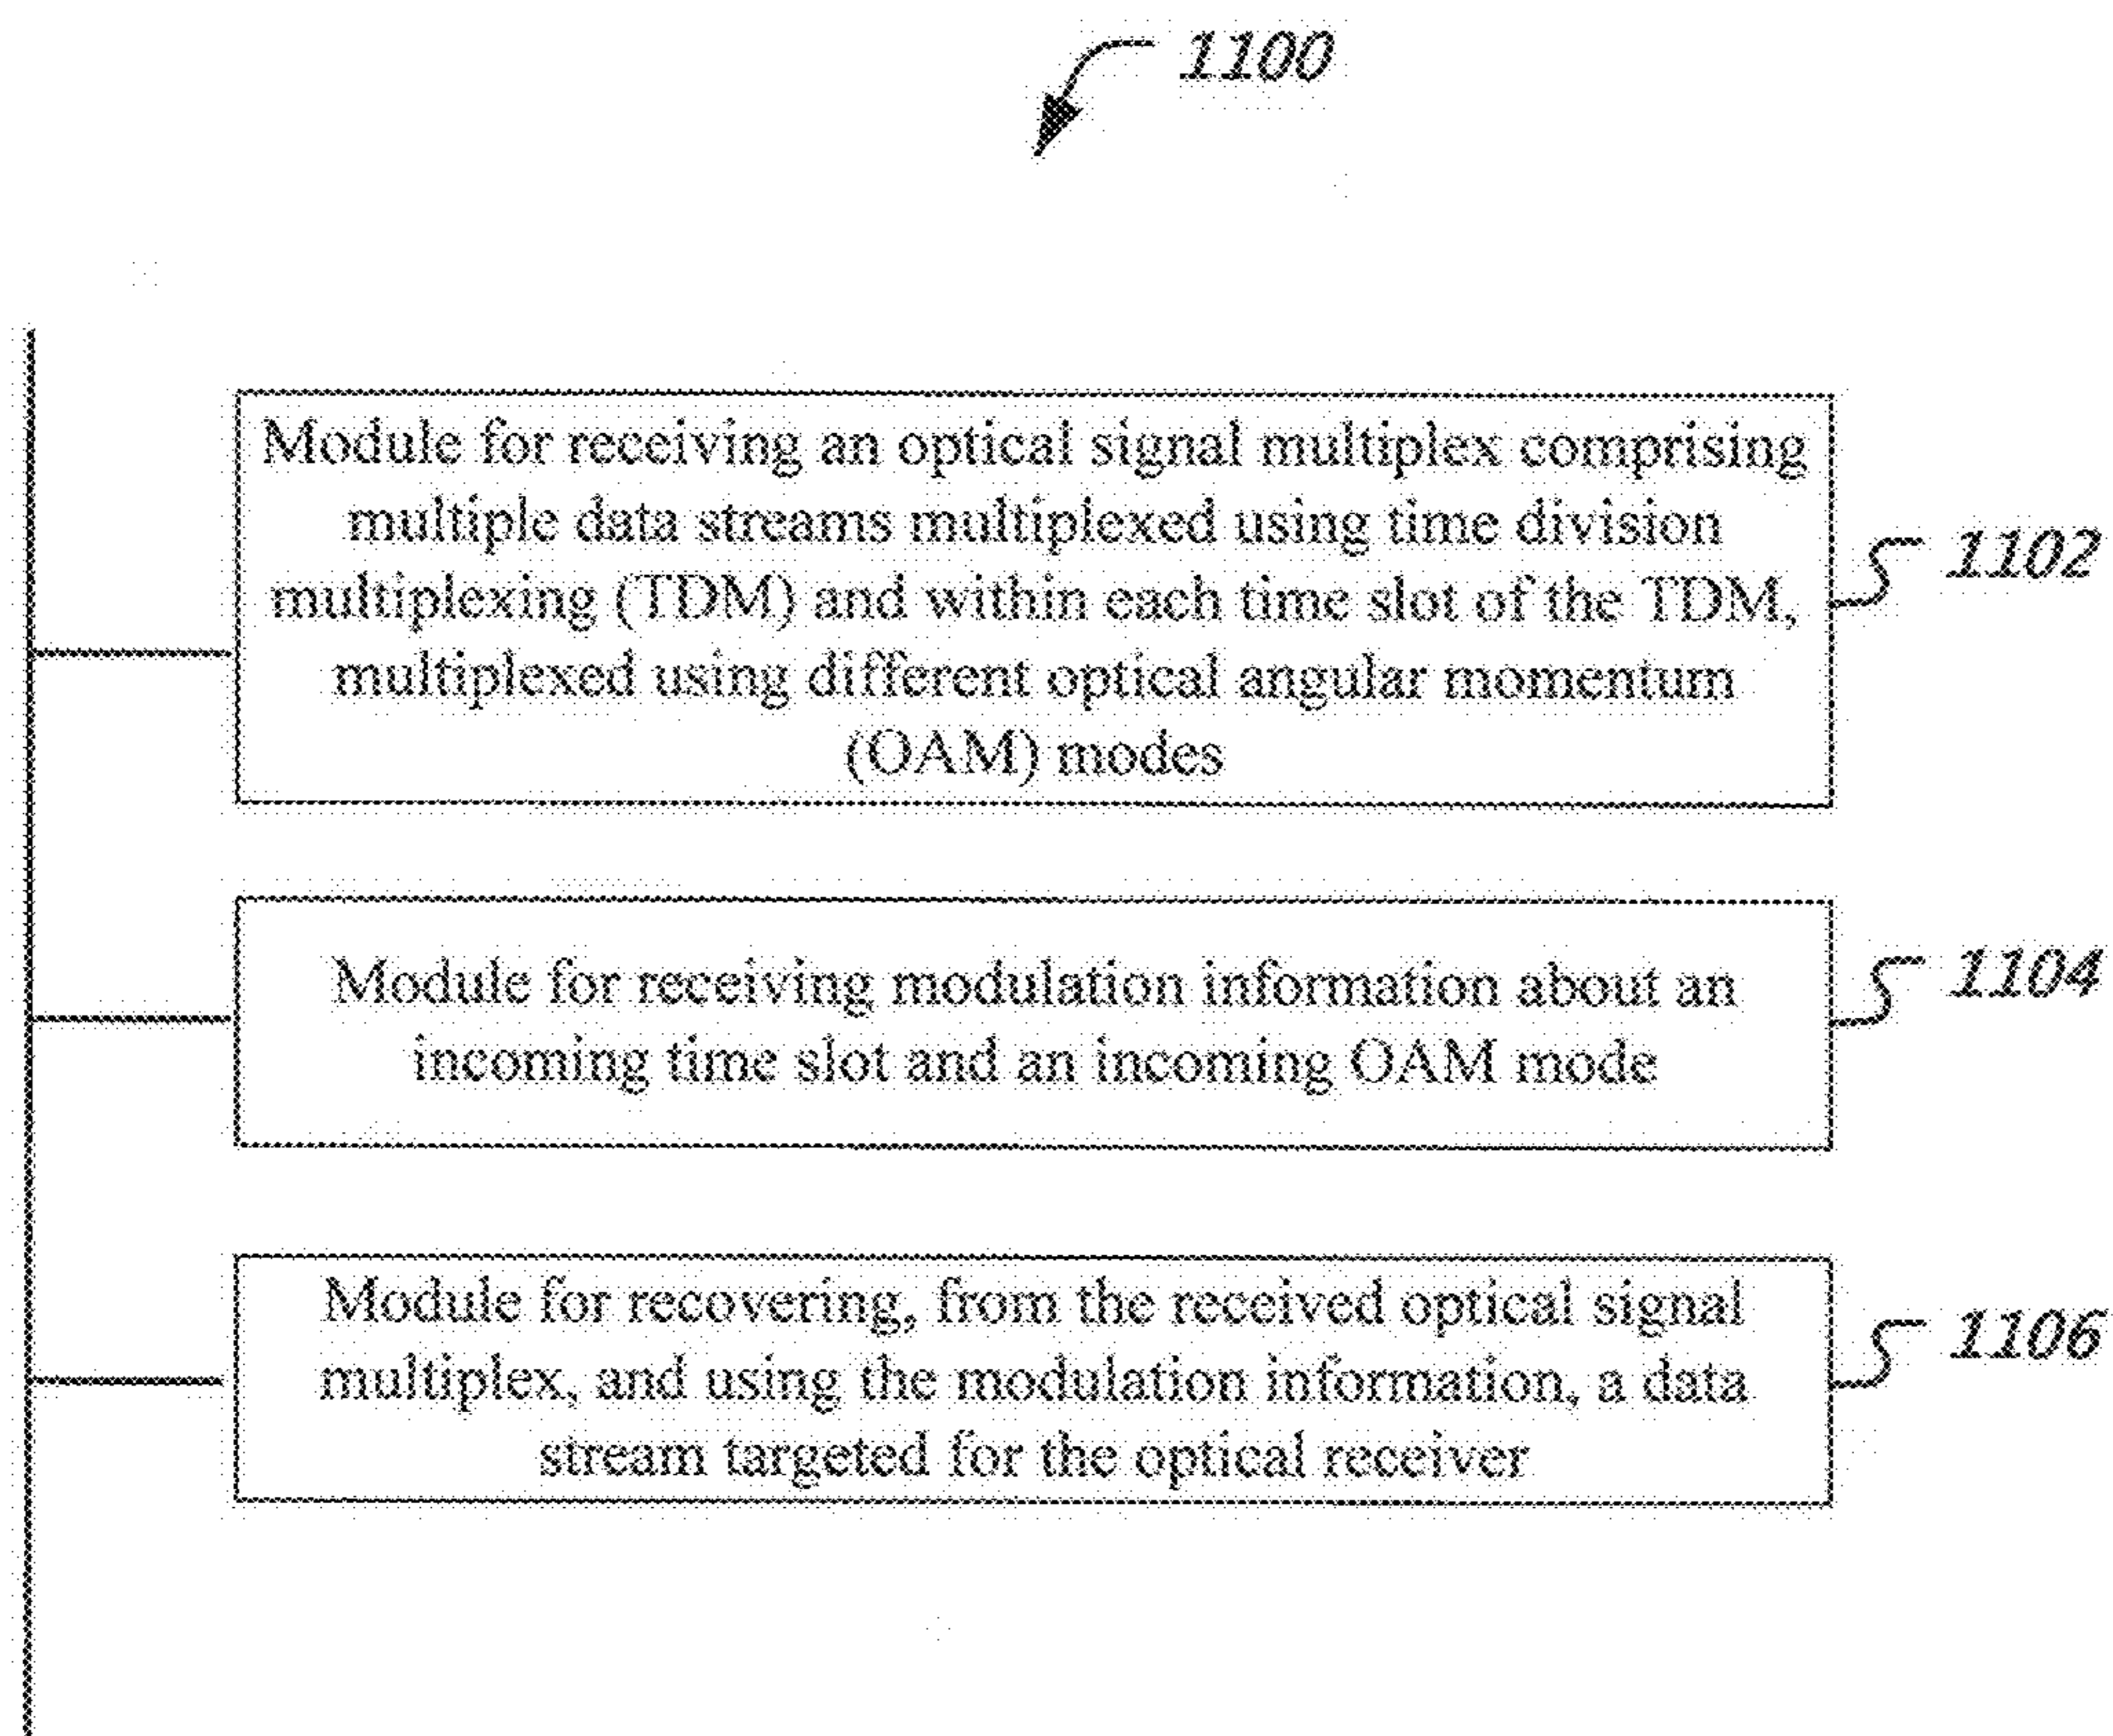 1100
Module for receiving an optical signal multiplex comprising
multiple data streams multiplexed using time division
multiplexing (TDM) and within each time slot of the TDM,
multiplexed using different optical angular momentum
(OAM) modes
1102
Module for receiving modulation information about an
incoming time slot and an incoming OAM mode
1104
Module for recovering, from the received optical signal
multiplex, and using the modulation information, a data
stream targeted for the optical receiver
1106